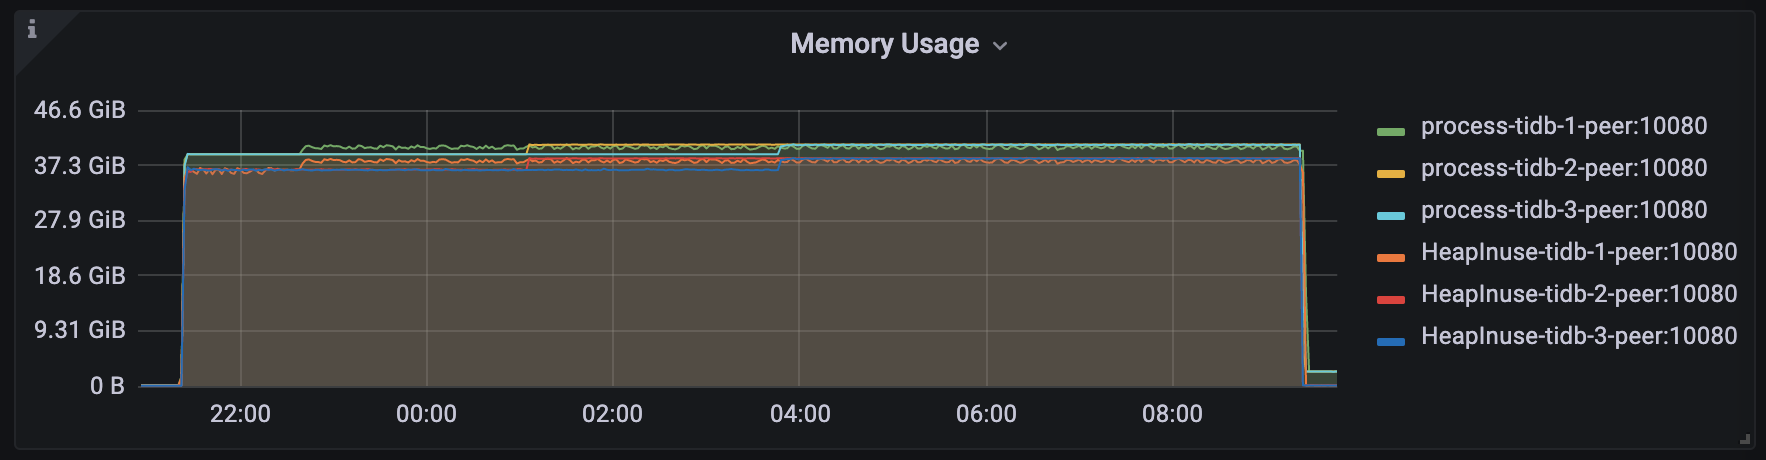 i
Memory Usage
46.6 GiB
37.3 GiB
27.9 GiB
18.6 GiB
9.31 GiB
0 B
22:00 00:00 02:00 04:00 06:00 08:00
process-tidb-1-peer:10080
process-tidb-2-peer:10080
process-tidb-3-peer:10080
HeapInuse-tidb-1-peer:10080
HeapInuse-tidb-2-peer:10080
HeapInuse-tidb-3-peer:10080